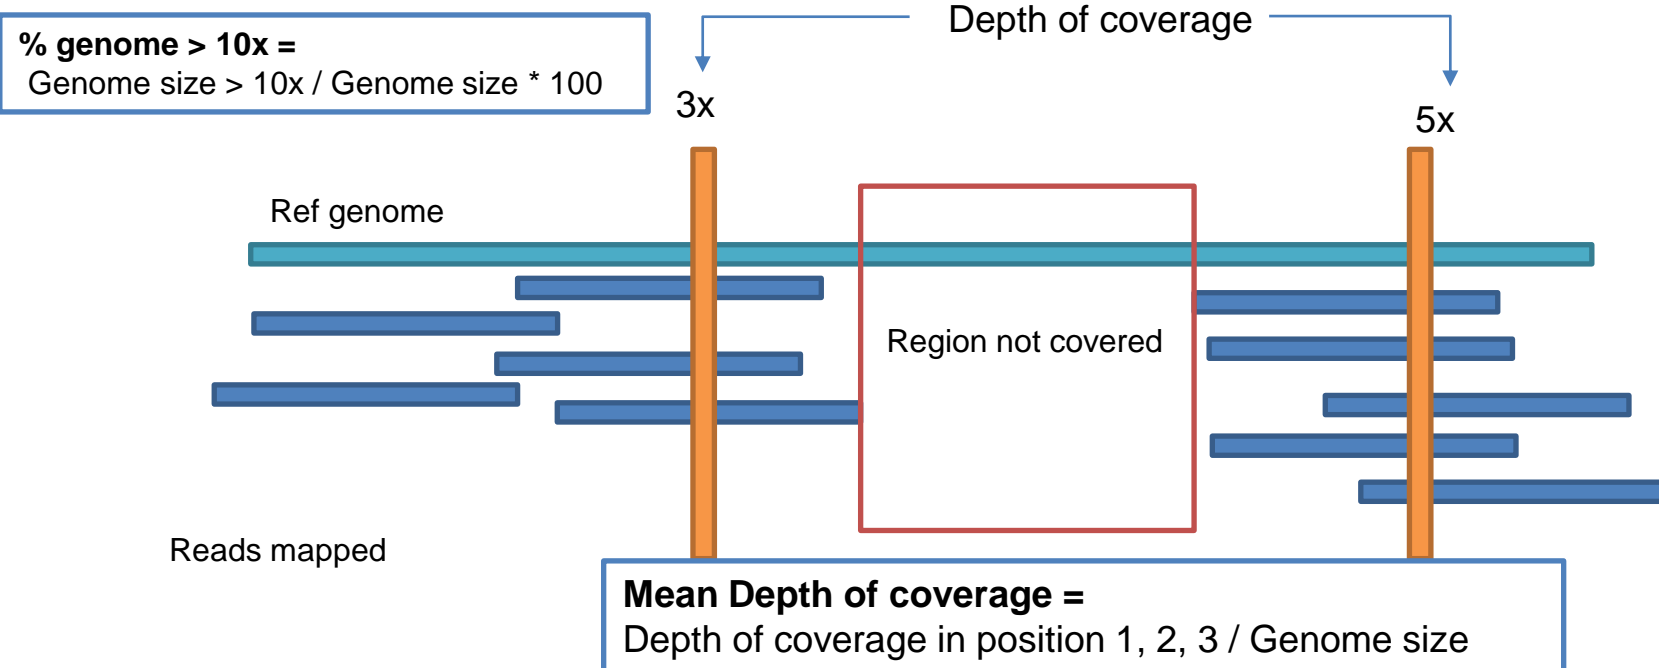 Depth of coverage
% genome > 10x =
Genome size > 10x / Genome size * 100
3x
5x
Ref genome
Region not covered
Reads mapped
Mean Depth of coverage =
Depth of coverage in position 1, 2, 3 / Genome size